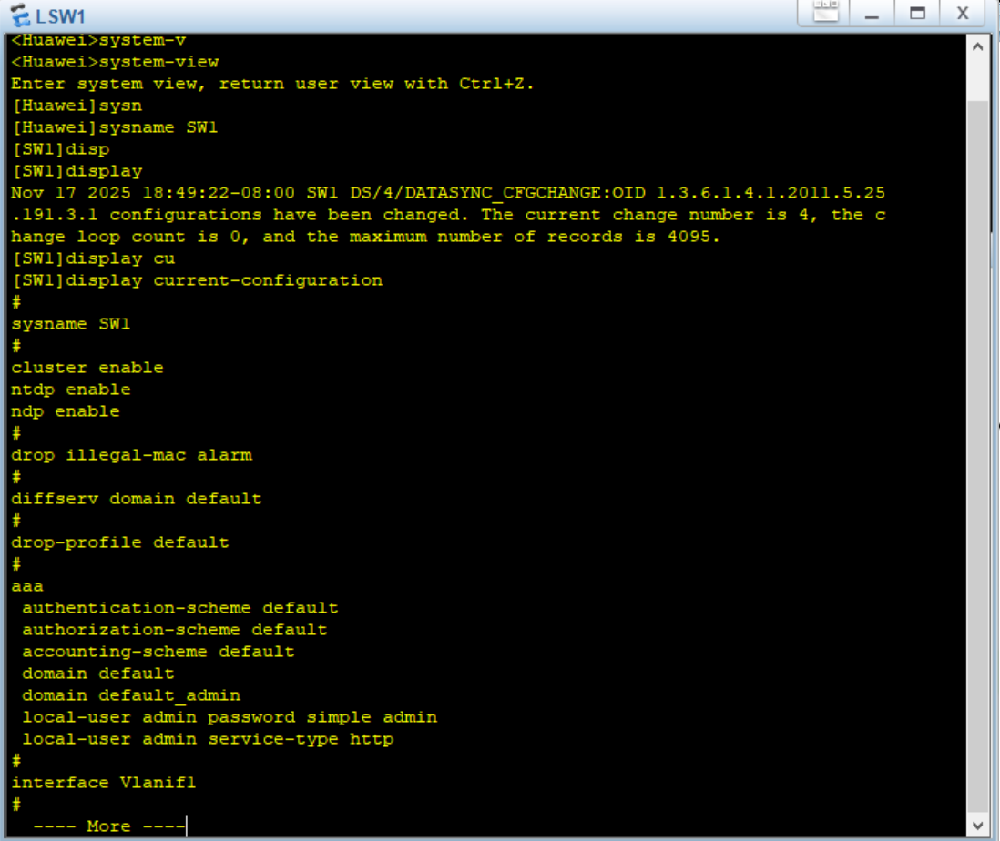 LSW1
<Huawei>system-v
<Huawei>system-view
Enter system view, return user view with Ctrl+Z.
[Huawei]sysn
[Huawei]sysname SW1
[SW1]disp
[SW1]display
Nov 17 2025 18:49:22-08:00 SW1 DS/4/DATASYNC_CFGCHANGE:OID 1.3.6.1.4.1.2011.5.25
.191.3.1 configurations have been changed. The current change number is 4, the c
hange loop count is 0, and the maximum number of records is 4095.
[SW1]display cu
[SW1]display current-configuration
#
sysname SW1
#
cluster enable
ntdp enable
ndp enable
#
drop illegal-mac alarm
#
diffserv domain default
#
drop-profile default
#
aaa
 authentication-scheme default
 authorization-scheme default
 accounting-scheme default
 domain default
 domain default_admin
 local-user admin password simple admin
 local-user admin service-type http
#
interface Vlanif1
#
  ---- More ----